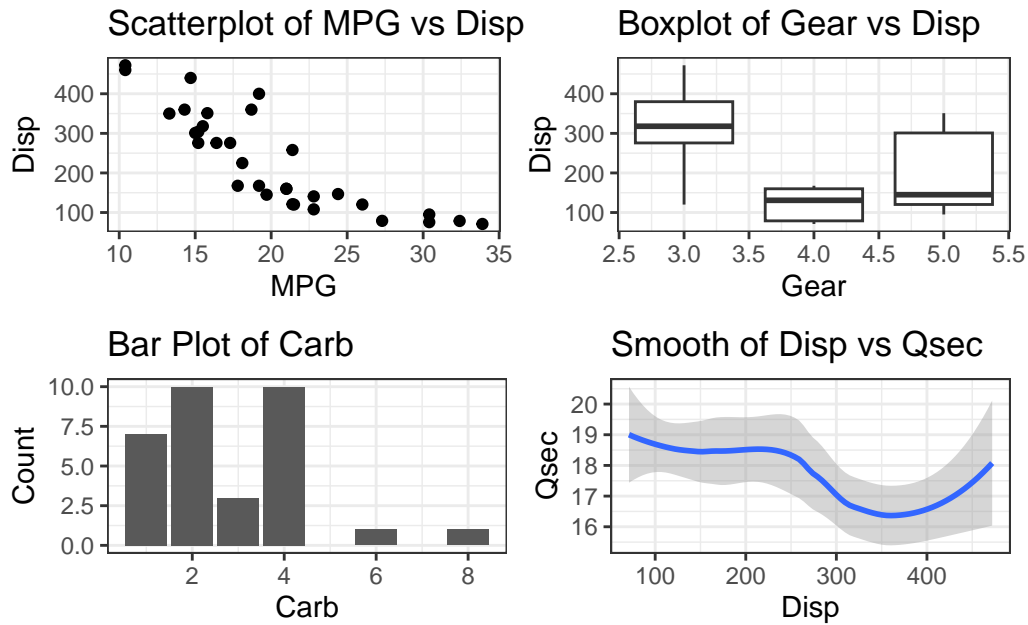 Scatterplot of MPG vs Disp
Disp
400
300
200
100
10 15 20 25 30 35
MPG
Boxplot of Gear vs Disp
Disp
400
300
200
100
2.5 3.0 3.5 4.0 4.5 5.0 5.5
Gear
Bar Plot of Carb
Count
10.0
7.5
5.0
2.5
0.0
2 4 6 8
Carb
Smooth of Disp vs Qsec
Qsec
20
19
18
17
16
100 200 300 400
Disp